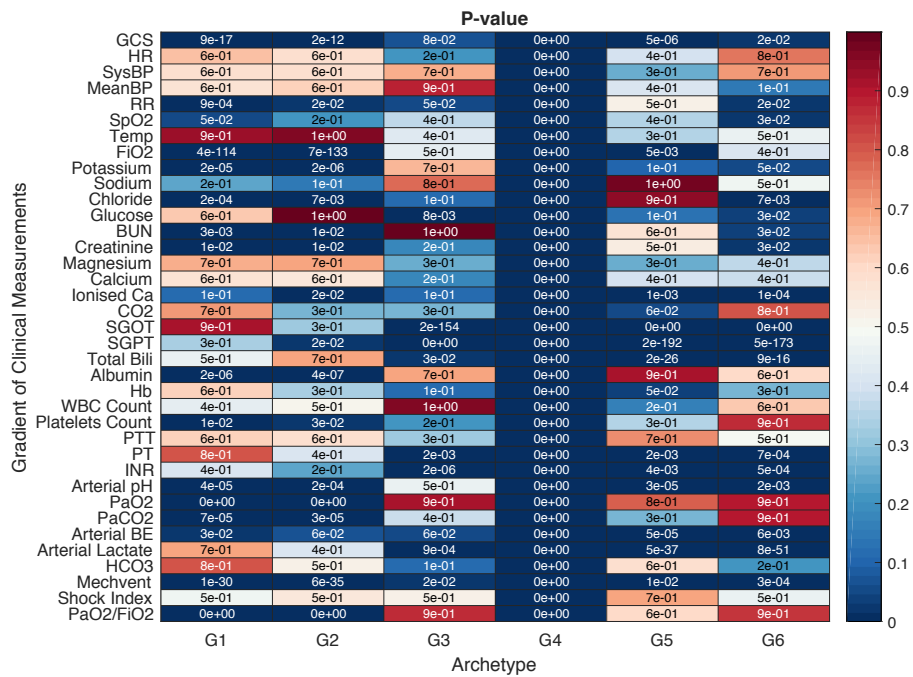 P-value
GCS 9e-17 2e-12 8e-02 0e+00 5e-06 2e-02
HR 6e-01 6e-01 2e-01 0e+00 4e-01 8e-01
SysBP 6e-01 6e-01 7e-01 0e+00 3e-01 7e-01
MeanBP 6e-01 6e-01 9e-01 0e+00 4e-01 1e-01
RR 9e-04 2e-02 5e-02 0e+00 5e-01 2e-02
SpO2 5e-02 2e-01 4e-01 0e+00 4e-01 3e-02
Temp 9e-01 1e+00 4e-01 0e+00 3e-01 5e-01
FiO2 4e-114 7e-133 5e-01 0e+00 5e-03 4e-01
Potassium 2e-05 2e-06 7e-01 0e+00 1e-01 5e-02
Sodium 2e-01 1e-01 8e-01 0e+00 1e+00 5e-01
Chloride 2e-04 7e-03 1e-01 0e+00 9e-01 7e-03
Glucose 6e-01 1e+00 8e-03 0e+00 1e-01 3e-02
BUN 3e-03 1e-02 1e+00 0e+00 6e-01 3e-02
Creatinine 1e-02 1e-02 2e-01 0e+00 5e-01 3e-02
Magnesium 7e-01 7e-01 3e-01 0e+00 3e-01 4e-01
Calcium 6e-01 6e-01 2e-01 0e+00 4e-01 4e-01
Ionised Ca 1e-01 2e-02 1e-01 0e+00 1e-03 1e-04
CO2 7e-01 3e-01 3e-01 0e+00 6e-02 8e-01
SGOT 9e-01 3e-01 2e-154 0e+00 0e+00 0e+00
SGPT 3e-01 2e-02 0e+00 0e+00 2e-192 5e-173
Total Bili 5e-01 7e-01 3e-02 0e+00 2e-26 9e-16
Albumin 2e-06 4e-07 7e-01 0e+00 9e-01 6e-01
Hb 6e-01 3e-01 1e-01 0e+00 5e-02 3e-01
WBC Count 4e-01 5e-01 1e+00 0e+00 2e-01 6e-01
Platelets Count 1e-02 3e-02 2e-01 0e+00 3e-01 9e-01
PTT 6e-01 6e-01 3e-01 0e+00 7e-01 5e-01
PT 8e-01 4e-01 2e-03 0e+00 2e-03 7e-04
INR 4e-01 2e-01 2e-06 0e+00 4e-03 5e-04
Arterial pH 4e-05 2e-04 5e-01 0e+00 3e-05 2e-03
PaO2 0e+00 0e+00 9e-01 0e+00 8e-01 9e-01
PaCO2 7e-05 3e-05 4e-01 0e+00 3e-01 9e-01
Arterial BE 3e-02 6e-02 6e-02 0e+00 5e-05 6e-03
Arterial Lactate 7e-01 4e-01 9e-04 0e+00 5e-37 8e-51
HCO3 8e-01 5e-01 1e-01 0e+00 6e-01 2e-01
Mechvent 1e-30 6e-35 2e-02 0e+00 1e-02 3e-04
Shock Index 5e-01 5e-01 5e-01 0e+00 7e-01 5e-01
PaO2/FiO2 0e+00 0e+00 9e-01 0e+00 6e-01 9e-01
G1 G2 G3 G4 G5 G6
Archetype
Gradient of Clinical Measurements
0.9
0.8
0.7
0.6
0.5
0.4
0.3
0.2
0.1
0